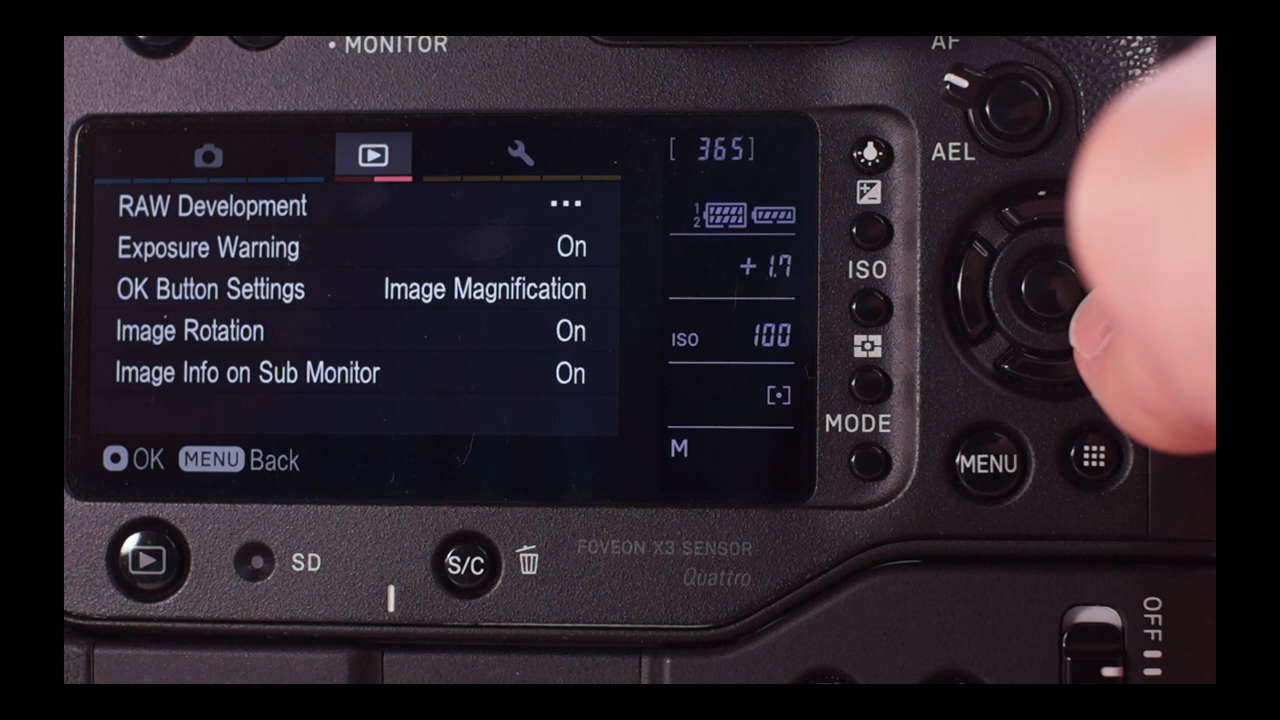 • MONITOR
AF
AEL
[ 365]
RAW Development ...
Exposure Warning On
OK Button Settings Image Magnification
Image Rotation On
Image Info on Sub Monitor On
OK MENU Back
1
2
+1.7
ISO 100
M
ISO
MODE
MENU
SD
S/C
FOVEON X3 SENSOR
Quattro
OFF